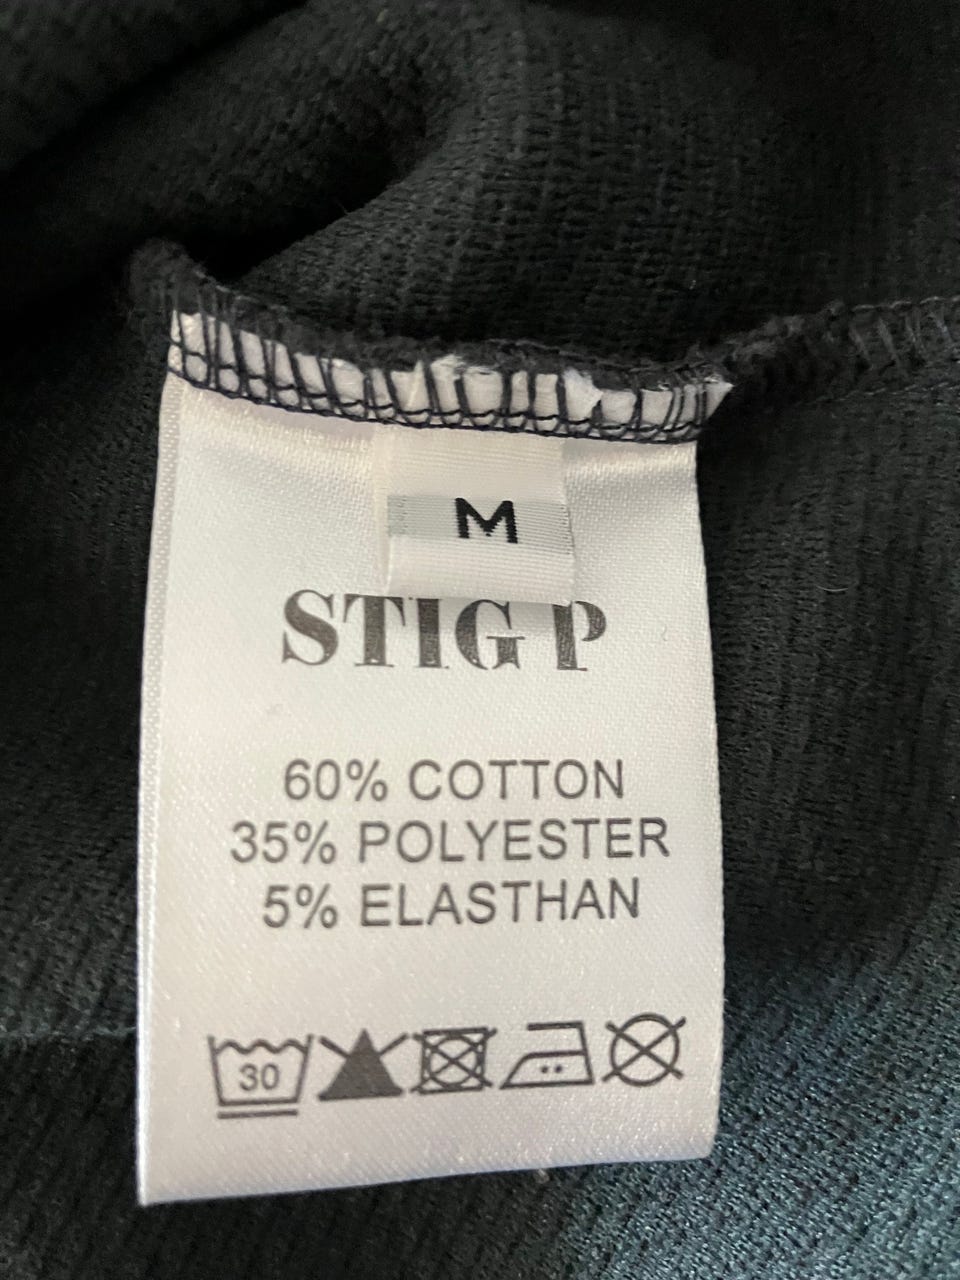 M
STIG P
60% COTTON
35% POLYESTER
5% ELASTHAN
30